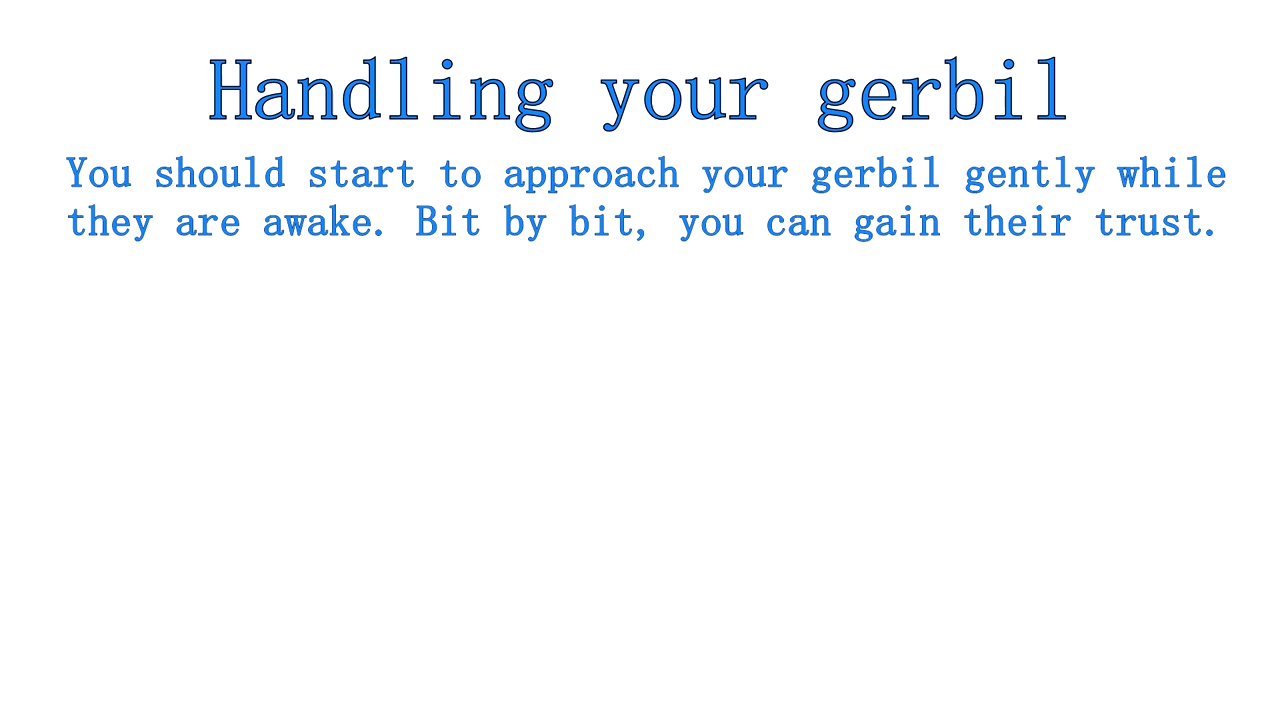 Handling your gerbil
You should start to approach your gerbil gently while
they are awake. Bit by bit, you can gain their trust.